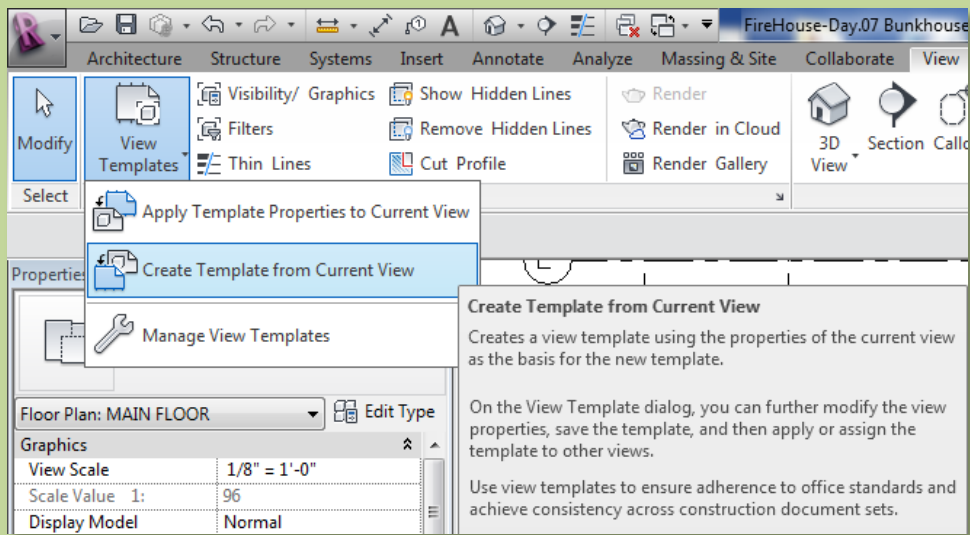 FireHouse-Day.07 Bunkhouse
Architecture Structure Systems Insert Annotate Analyze Massing & Site Collaborate View
Modify
View
Templates
Visibility/ Graphics
Filters
Thin Lines
Show Hidden Lines
Remove Hidden Lines
Cut Profile
Render
Render in Cloud
Render Gallery
3D
View
Section
Select
Apply Template Properties to Current View
Create Template from Current View
Manage View Templates
Create Template from Current View
Creates a view template using the properties of the current view
as the basis for the new template.
On the View Template dialog, you can further modify the view
properties, save the template, and then apply or assign the
template to other views.
Use view templates to ensure adherence to office standards and
achieve consistency across construction document sets.
Properties
Floor Plan: MAIN FLOOR
Edit Type
Graphics
View Scale 1/8" = 1'-0"
Scale Value 1: 96
Display Model Normal